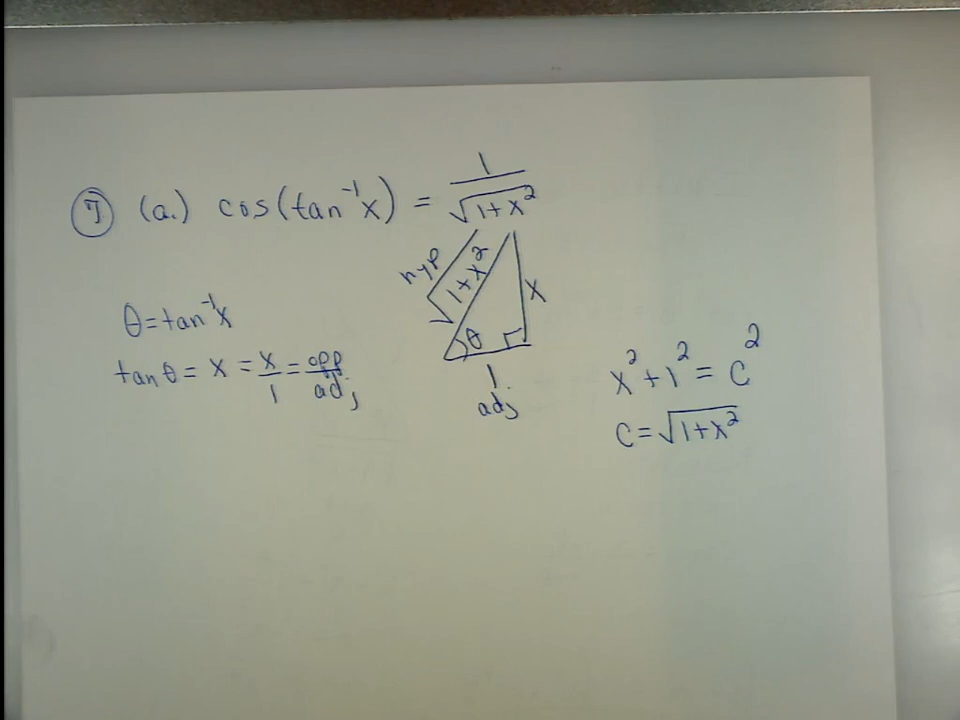 7 (a.) cos(tan⁻¹x) = 1/√(1+x²)
hyp
√(1+x²)
x
θ
1
adj
θ = tan⁻¹x
tan θ = x = x/1 = opp/adj
x² + 1² = c²
c = √(1+x²)